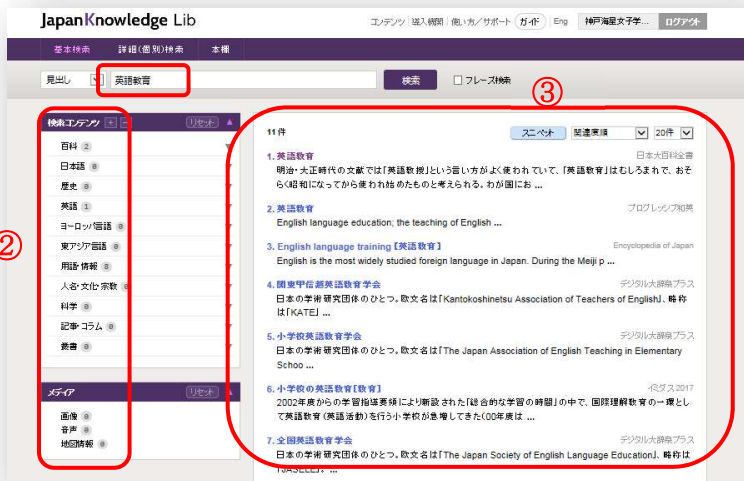 JapanKnowledge Lib
コンテンツ 導入機関 使い方/サポート ガイド Eng 神戸海星女子学... ログアウト
基本検索 詳細(個別)検索 本棚
見出し 英語教育 検索 フレーズ検索
③
検索コンテンツ + - リセット
百科 2
日本語
歴史
英語 1
ヨーロッパ言語
東アジア言語
用語・情報
人名・文化・宗教
科学
記事・コラム
叢書
②
メディア リセット
画像
音声
地図情報
11件 スニペット 関連度順 20件
1. 英語教育 日本大百科全書
明治・大正時代の文献では「英語教授」という言い方がよく使われていて、「英語教育」はむしろまれで、おそ
らく昭和になってから使われ始めたものと考えられる。わが国にお ...
2. 英語教育 プログレッシブ和英
English language education; the teaching of English ...
3. English language training 【英語教育】 Encyclopedia of Japan
English is the most widely studied foreign language in Japan. During the Meiji p ...
4. 関東甲信越英語教育学会 デジタル大辞泉プラス
日本の学術研究団体のひとつ。欧文名は「Kantokoshinetsu Association of Teachers of English」、略称
は「KATE」 ...
5. 小学校英語教育学会 デジタル大辞泉プラス
日本の学術研究団体のひとつ。欧文名は「The Japan Association of English Teaching in Elementary
Schoo ...
6. 小学校の英語教育【教育】 イミダス 2017
2002年度からの学習指導要領により新設された「総合的な学習の時間」の中で、国際理解教育の一環とし
て英語教育(英語活動)を行う小学校が急増してきた(00年度は ...
7. 全国英語教育学会 デジタル大辞泉プラス
日本の学術研究団体のひとつ。欧文名は「The Japan Society of English Language Education」、略称は
「JASELE」。 ...